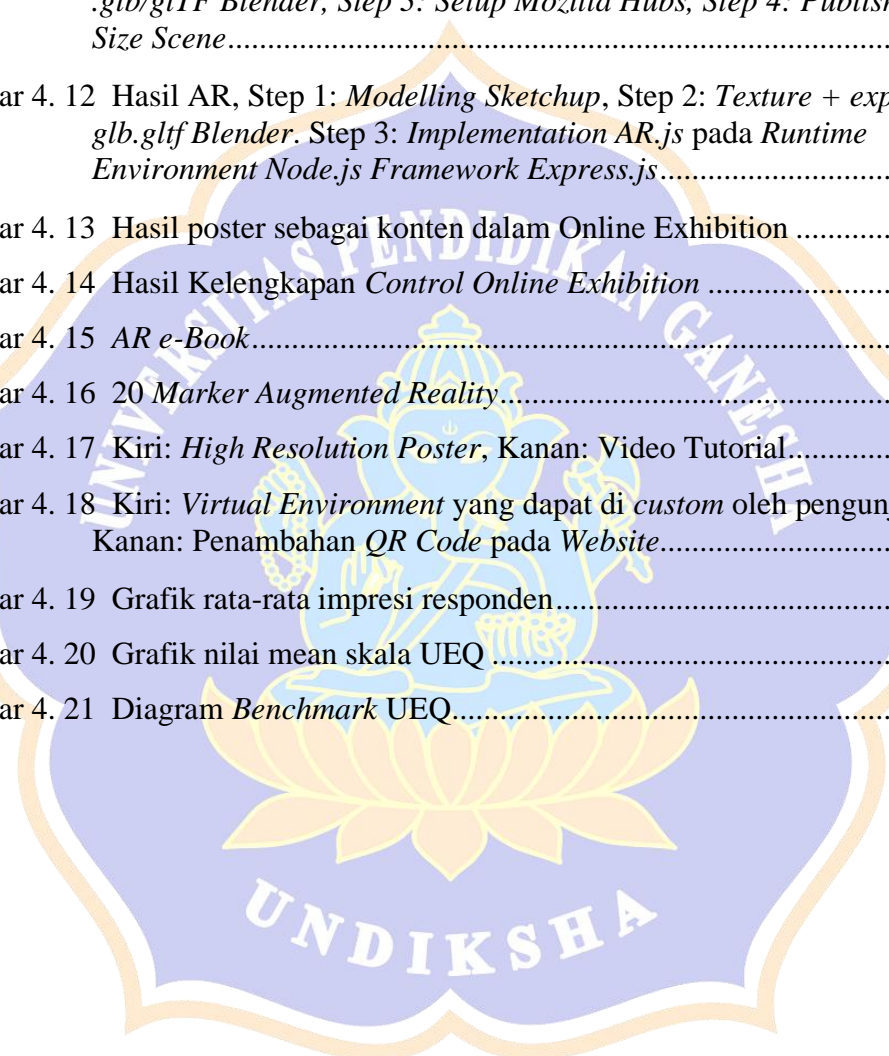 .glb/glTF Blender, Step 3: Setup Mozilla Hubs, Step 4: Publish
Size Scene
ar 4. 12 Hasil AR, Step 1: Modelling Sketchup, Step 2: Texture + exp
glb.gltf Blender. Step 3: Implementation AR.js pada Runtime
Environment Node.js Framework Express.js
ar 4. 13 Hasil poster sebagai konten dalam Online Exhibition
ar 4. 14 Hasil Kelengkapan Control Online Exhibition
ar 4. 15 AR e-Book
ar 4. 16 20 Marker Augmented Reality
ar 4. 17 Kiri: High Resolution Poster, Kanan: Video Tutorial
ar 4. 18 Kiri: Virtual Environment yang dapat di custom oleh pengunj
Kanan: Penambahan QR Code pada Website
ar 4. 19 Grafik rata-rata impresi responden
ar 4. 20 Grafik nilai mean skala UEQ
ar 4. 21 Diagram Benchmark UEQ
UNIVERSITAS PENDIDIKAN GANESHA
UNDIKSHA